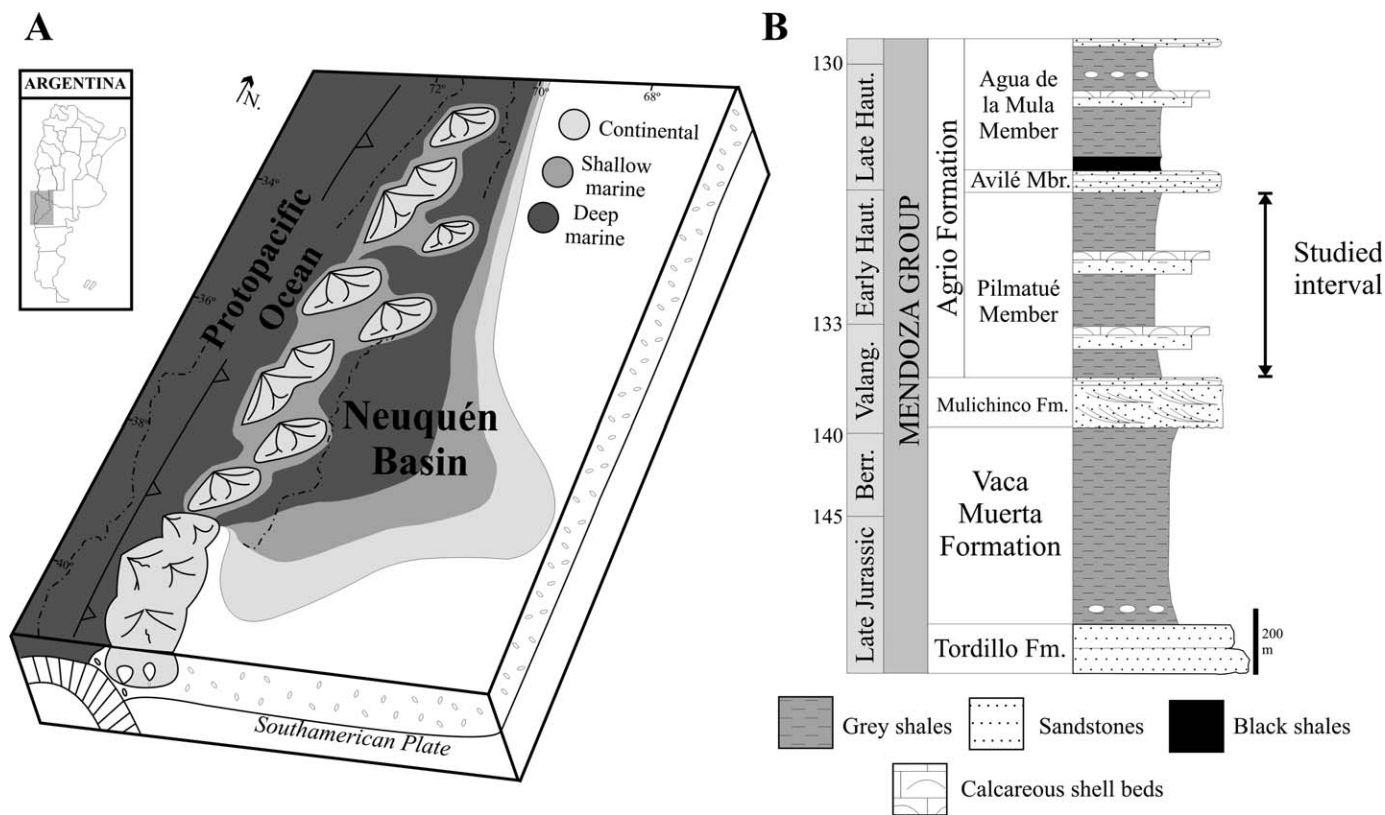 A
ARGENTINA
N.
72°
70°
68°
34°
36°
38°
40°
Continental
Shallow
marine
Deep
marine
Protopacific
Ocean
Neuquén
Basin
Southamerican Plate
B
130
133
140
145
Late Haut.
Early Haut.
Valang.
Berr.
Late Jurassic
MENDOZA GROUP
Agrio Formation
Agua de
la Mula
Member
Avilé Mbr.
Pilmatué
Member
Mulichinco Fm.
Vaca
Muerta
Formation
Tordillo Fm.
Studied
interval
200
m
Grey shales
Sandstones
Black shales
Calcareous shell beds